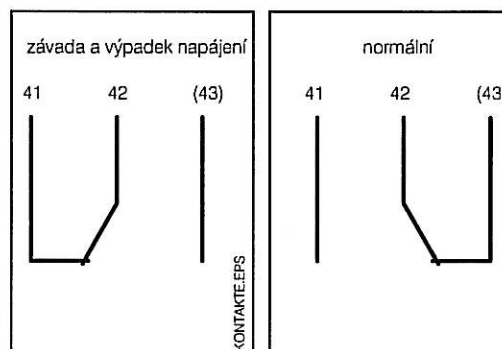 závada a výpadek napájení
41 42 (43)
KONTAKTE.EPS
normální
41 42 (43